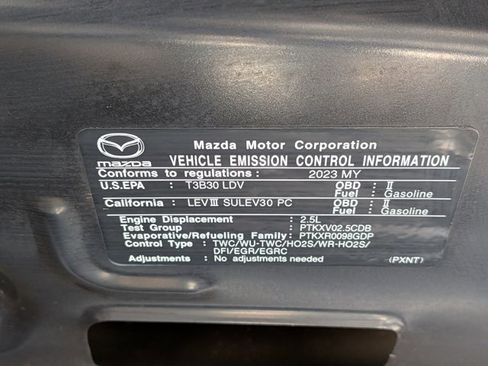 Mazda Motor Corporation
mazda VEHICLE EMISSION CONTROL INFORMATION
Conforms to regulations : 2023 MY
U.S.EPA : T3B30 LDV OBD : II
Fuel : Gasoline
California : LEV III SULEV30 PC OBD : II
Fuel : Gasoline
Engine Displacement : 2.5L
Test Group : PTKXV02.5CDB
Evaporative/Refueling Family: PTKXR0098GDP
Control Type : TWC/WU-TWC/HO2S/WR-HO2S/
DFI/EGR/EGRC
Adjustments : No adjustments needed (PXNT)